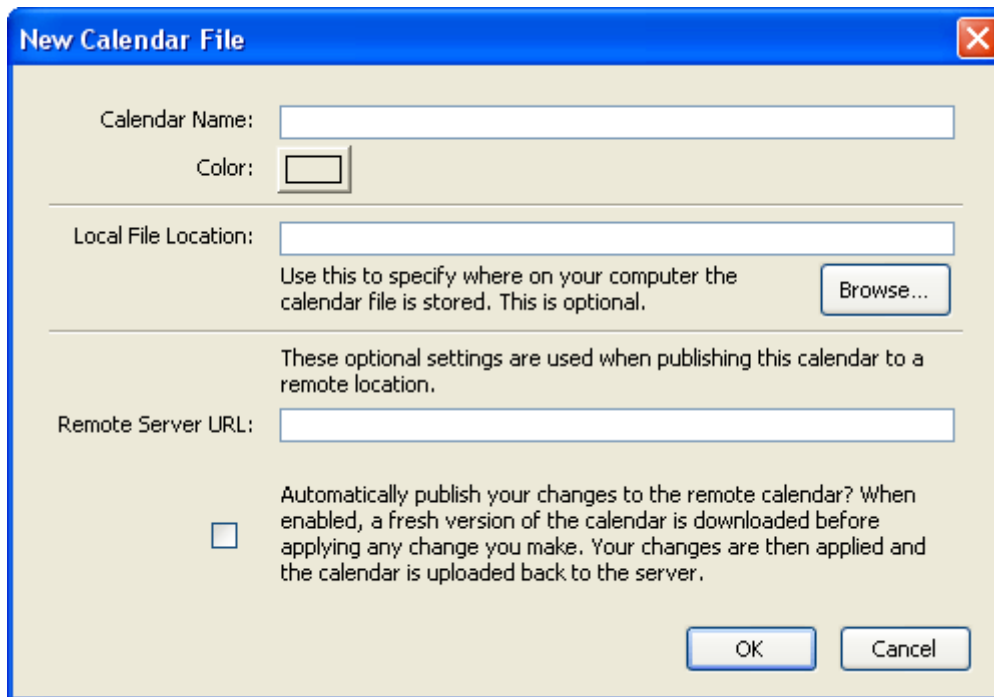 New Calendar File
Calendar Name:
Color:
Local File Location:
Use this to specify where on your computer the
calendar file is stored. This is optional.
Browse...
These optional settings are used when publishing this calendar to a
remote location.
Remote Server URL:
Automatically publish your changes to the remote calendar? When
enabled, a fresh version of the calendar is downloaded before
applying any change you make. Your changes are then applied and
the calendar is uploaded back to the server.
OK
Cancel